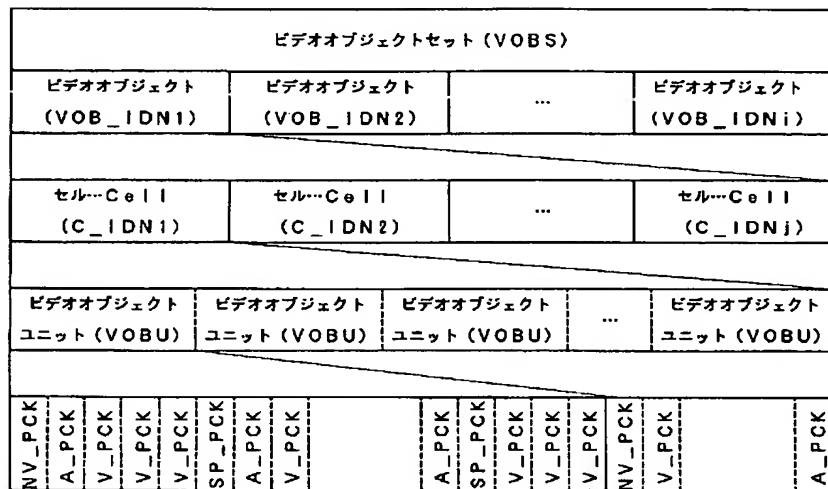 ビデオオブジェクトセット(VOBS)
ビデオオブジェクト
(VOB_IDN1)
ビデオオブジェクト
(VOB_IDN2)
…
ビデオオブジェクト
(VOB_IDNi)
セル…Cell
(C_IDN1)
セル…Cell
(C_IDN2)
…
セル…Cell
(C_IDNj)
ビデオオブジェクト
ユニット(VOBU)
ビデオオブジェクト
ユニット(VOBU)
ビデオオブジェクト
ユニット(VOBU)
…
ビデオオブジェクト
ユニット(VOBU)
NV_PCK
A_PCK
V_PCK
V_PCK
V_PCK
SP_PCK
A_PCK
V_PCK
A_PCK
SP_PCK
V_PCK
V_PCK
V_PCK
NV_PCK
V_PCK
A_PCK